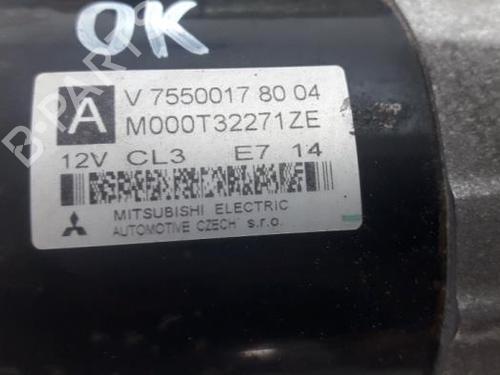 OK
A
V 7550017 80 04
M000T32271ZE
12V CL3 E7 14
MITSUBISHI ELECTRIC
AUTOMOTIVE CZECH s.r.o.